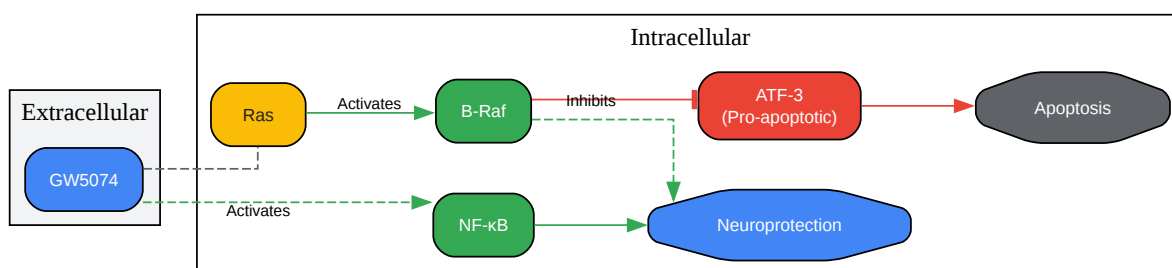 Intracellular
Extracellular
GW5074
Ras
Activates
B-Raf
Inhibits
ATF-3
(Pro-apoptotic)
Apoptosis
Activates
NF-κB
Neuroprotection